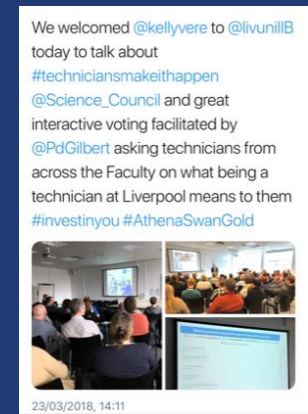 We welcomed @kellyvere to @livunilIB
today to talk about
#techniciansmakeithappen
@Science_Council and great
interactive voting facilitated by
@PdGilbert asking technicians from
across the Faculty on what being a
technician at Liverpool means to them
#investinyou #AthenaSwanGold
23/03/2018, 14:11